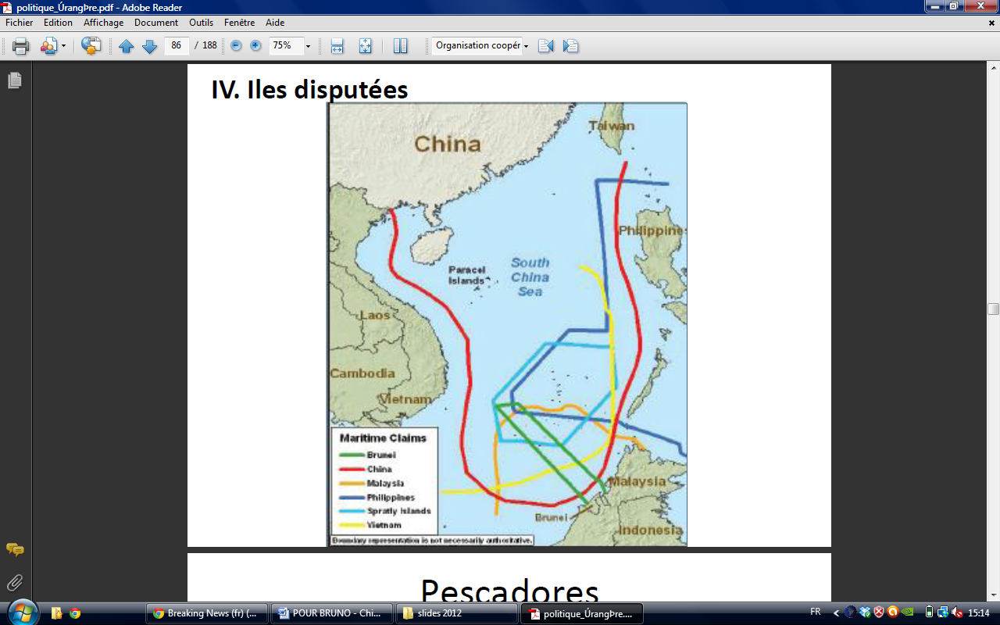 politique_ÚrangÞre.pdf - Adobe Reader
Fichier Edition Affichage Document Outils Fenêtre Aide
86 / 188 75% Organisation coopér
IV. Iles disputées
China
Taiwan
Philippine
Paracel
Islands
South
China
Sea
Laos
Cambodia
Vietnam
Maritime Claims
Brunei
China
Malaysia
Philippines
Spratly Islands
Vietnam
Malaysia
Brunei
Indonesia
Boundary representation is not necessarily authoritative.
Pescadores
Breaking News (fr) (... POUR BRUNO - Chi... slides 2012 politique_ÚrangÞre.... FR 15:14